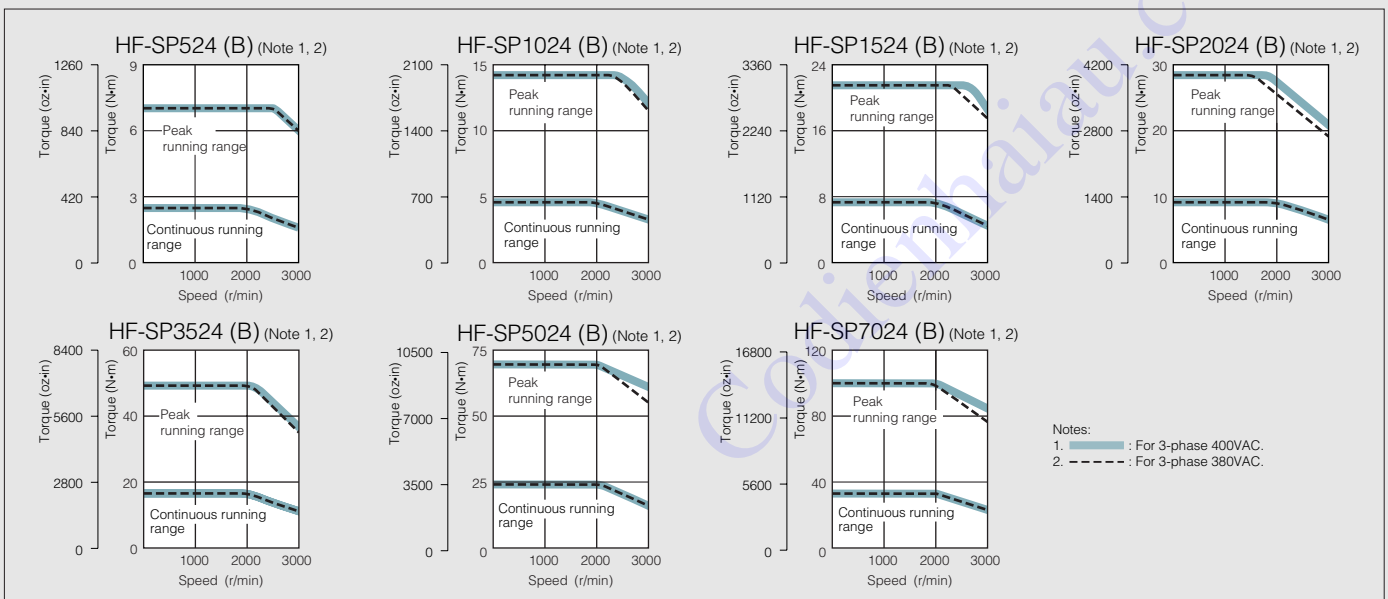 HF-SP524 (B) (Note 1, 2)
Torque (oz•in)
1260
840
420
0
Torque (N•m)
9
6
3
0
Peak
running range
Continuous running
range
1000 2000 3000
Speed (r/min)
HF-SP1024 (B) (Note 1, 2)
Torque (oz•in)
2100
1400
700
0
Torque (N•m)
15
10
5
0
Peak
running range
Continuous running
range
1000 2000 3000
Speed (r/min)
HF-SP1524 (B) (Note 1, 2)
Torque (oz•in)
3360
2240
1120
0
Torque (N•m)
24
16
8
0
Peak
running range
Continuous running
range
1000 2000 3000
Speed (r/min)
HF-SP2024 (B) (Note 1, 2)
Torque (oz•in)
4200
2800
1400
0
Torque (N•m)
30
20
10
0
Peak
running range
Continuous running
range
1000 2000 3000
Speed (r/min)
HF-SP3524 (B) (Note 1, 2)
Torque (oz•in)
8400
5600
2800
0
Torque (N•m)
60
40
20
0
Peak
running range
Continuous running
range
1000 2000 3000
Speed (r/min)
HF-SP5024 (B) (Note 1, 2)
Torque (oz•in)
10500
7000
3500
0
Torque (N•m)
75
50
25
0
Peak
running range
Continuous running
range
1000 2000 3000
Speed (r/min)
HF-SP7024 (B) (Note 1, 2)
Torque (oz•in)
16800
11200
5600
0
Torque (N•m)
120
80
40
0
Peak
running range
Continuous running
range
1000 2000 3000
Speed (r/min)
Notes:
1. : For 3-phase 400VAC.
2. : For 3-phase 380VAC.
Codienhaiau.c